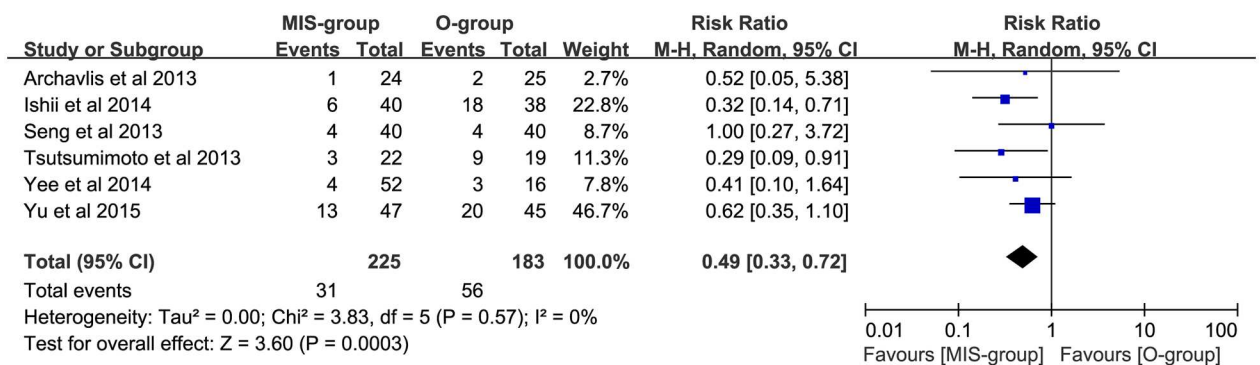 MIS-group O-group Risk Ratio Risk Ratio
Study or Subgroup Events Total Events Total Weight M-H, Random, 95% CI M-H, Random, 95% CI
Archavlis et al 2013 1 24 2 25 2.7% 0.52 [0.05, 5.38]
Ishii et al 2014 6 40 18 38 22.8% 0.32 [0.14, 0.71]
Seng et al 2013 4 40 4 40 8.7% 1.00 [0.27, 3.72]
Tsutsumimoto et al 2013 3 22 9 19 11.3% 0.29 [0.09, 0.91]
Yee et al 2014 4 52 3 16 7.8% 0.41 [0.10, 1.64]
Yu et al 2015 13 47 20 45 46.7% 0.62 [0.35, 1.10]
Total (95% CI) 225 183 100.0% 0.49 [0.33, 0.72]
Total events 31 56
Heterogeneity: Tau² = 0.00; Chi² = 3.83, df = 5 (P = 0.57); I² = 0%
Test for overall effect: Z = 3.60 (P = 0.0003)
0.01 0.1 1 10 100
Favours [MIS-group] Favours [O-group]